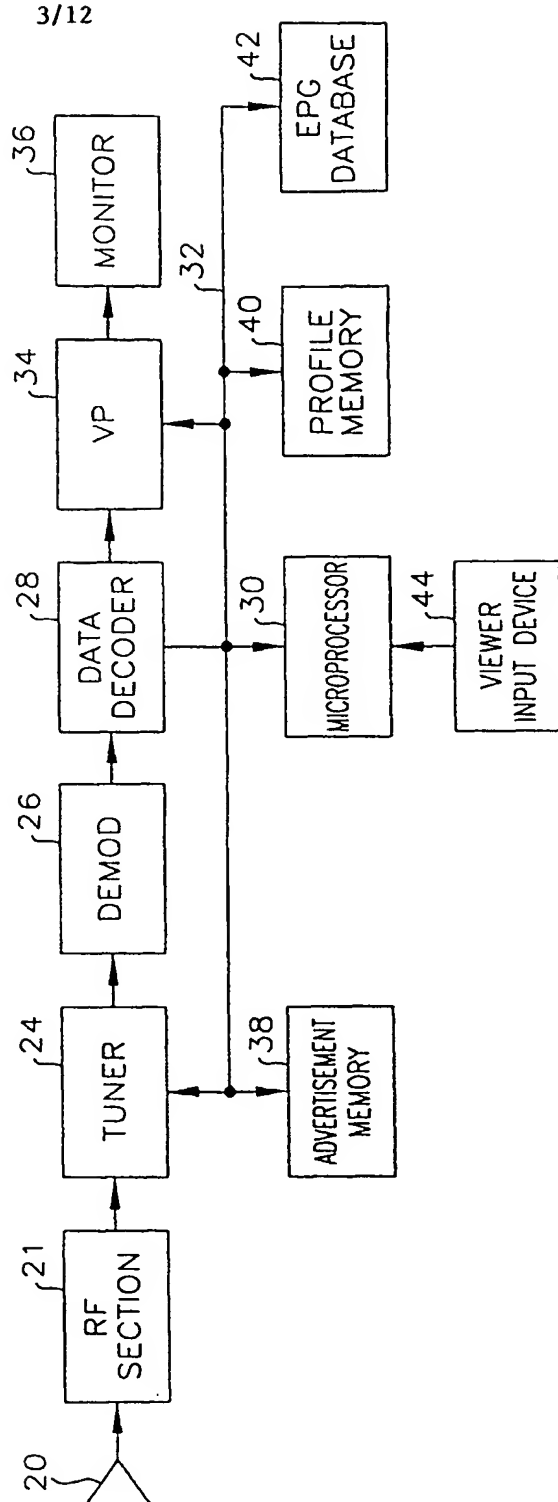 3/12
20
21
RF
SECTION
24
TUNER
26
DEMOD
28
DATA
DECODER
34
VP
36
MONITOR
32
38
ADVERTISEMENT
MEMORY
30
MICROPROCESSOR
40
PROFILE
MEMORY
42
EPG
DATABASE
44
VIEWER
INPUT DEVICE